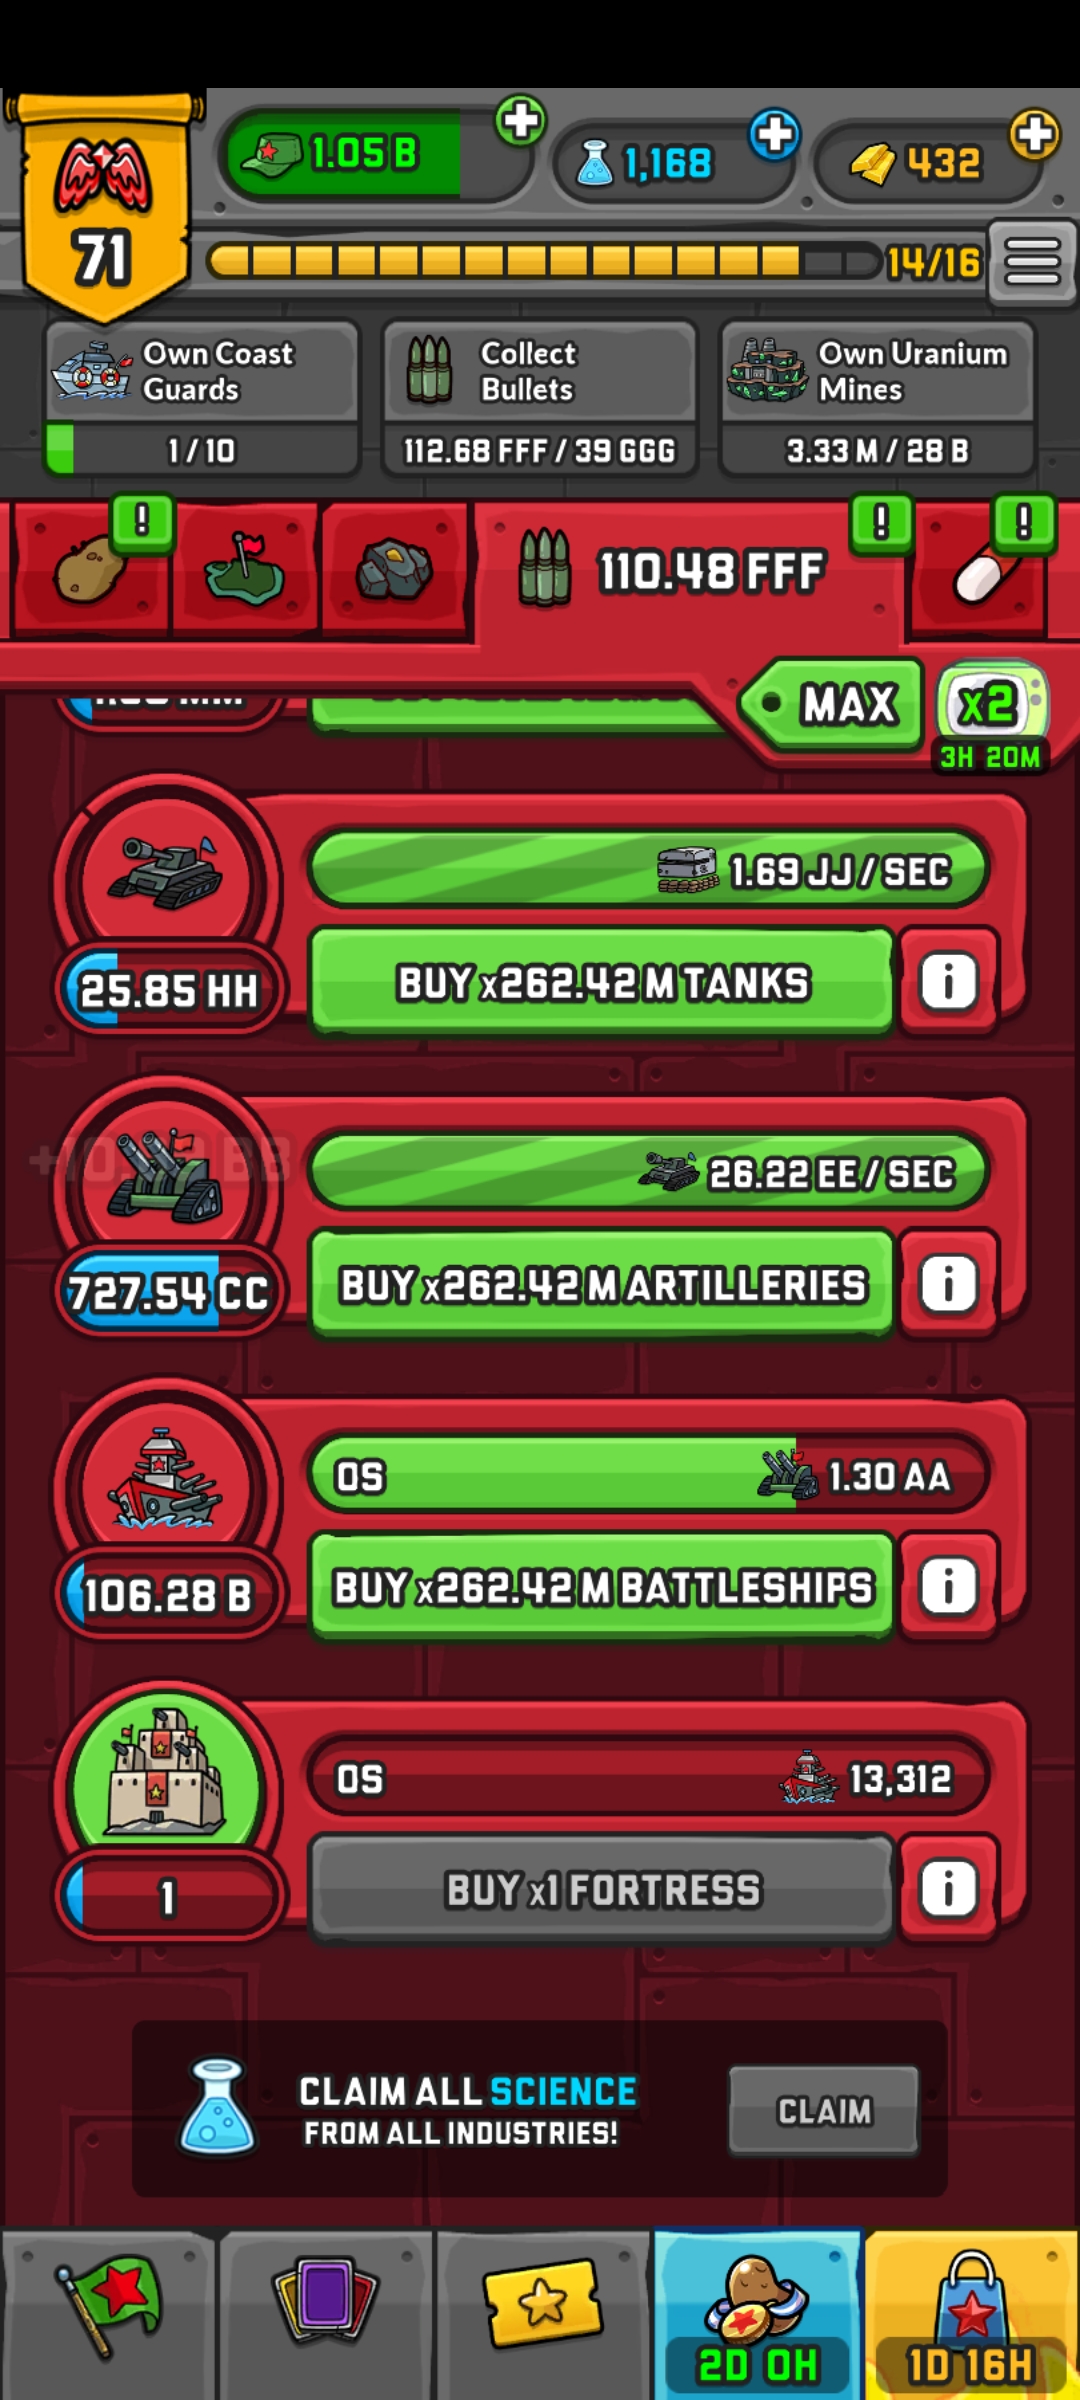 1.05 B
1,168
432
71
14/16
Own Coast
Guards
1 / 10
Collect
Bullets
112.68 FFF / 39 GGG
Own Uranium
Mines
3.33 M / 28 B
!
!
!
110.48 FFF
MAX
x2
3H 20M
1.69 JJ / SEC
25.85 HH
BUY x262.42 M TANKS
i
26.22 EE / SEC
727.54 CC
BUY x262.42 M ARTILLERIES
i
0S
1.30 AA
106.28 B
BUY x262.42 M BATTLESHIPS
i
0S
13,312
1
BUY x1 FORTRESS
i
CLAIM ALL SCIENCE
FROM ALL INDUSTRIES!
CLAIM
2D 0H
1D 16H